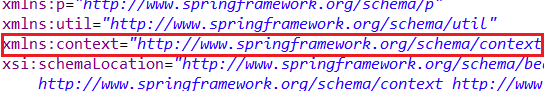 xmlns:p="http://www.springframework.org/schema/p"
xmlns:util="http://www.springframework.org/schema/util"
xmlns:context="http://www.springframework.org/schema/context
xsi:schemaLocation="http://www.springframework.org/schema/bea
http://www.springframework.org/schema/context http://www